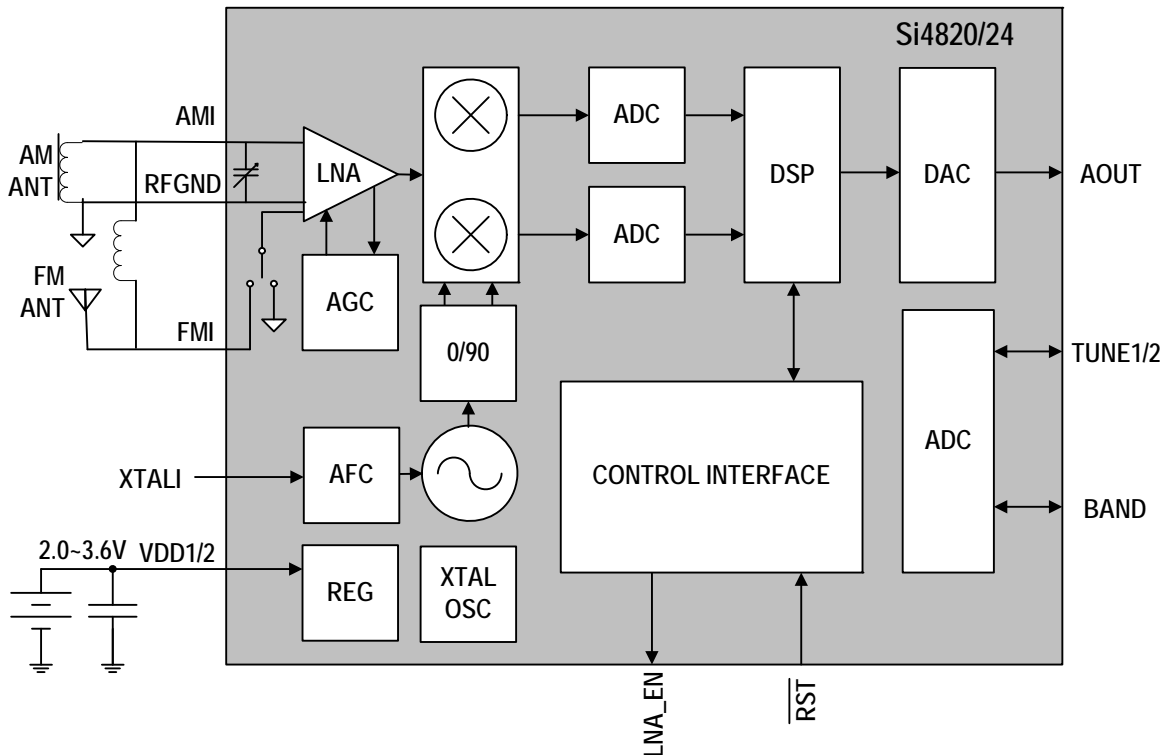 Si4820/24
AMI
AM
ANT
RFGND
LNA
ADC
DSP
DAC
AOUT
ADC
FM
ANT
FMI
AGC
0/90
TUNE1/2
ADC
BAND
XTALI
AFC
CONTROL INTERFACE
2.0~3.6V
VDD1/2
REG
XTAL
OSC
LNA_EN
RST